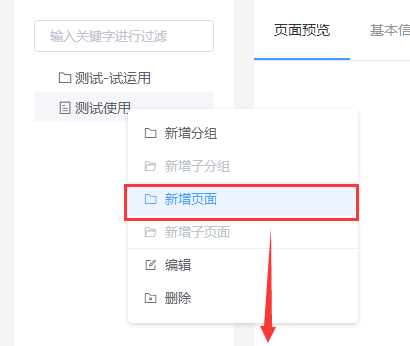 输入关键字进行过滤
页面预览
基本信
测试-试运用
测试使用
新增分组
新增子分组
新增页面
新增子页面
编辑
删除